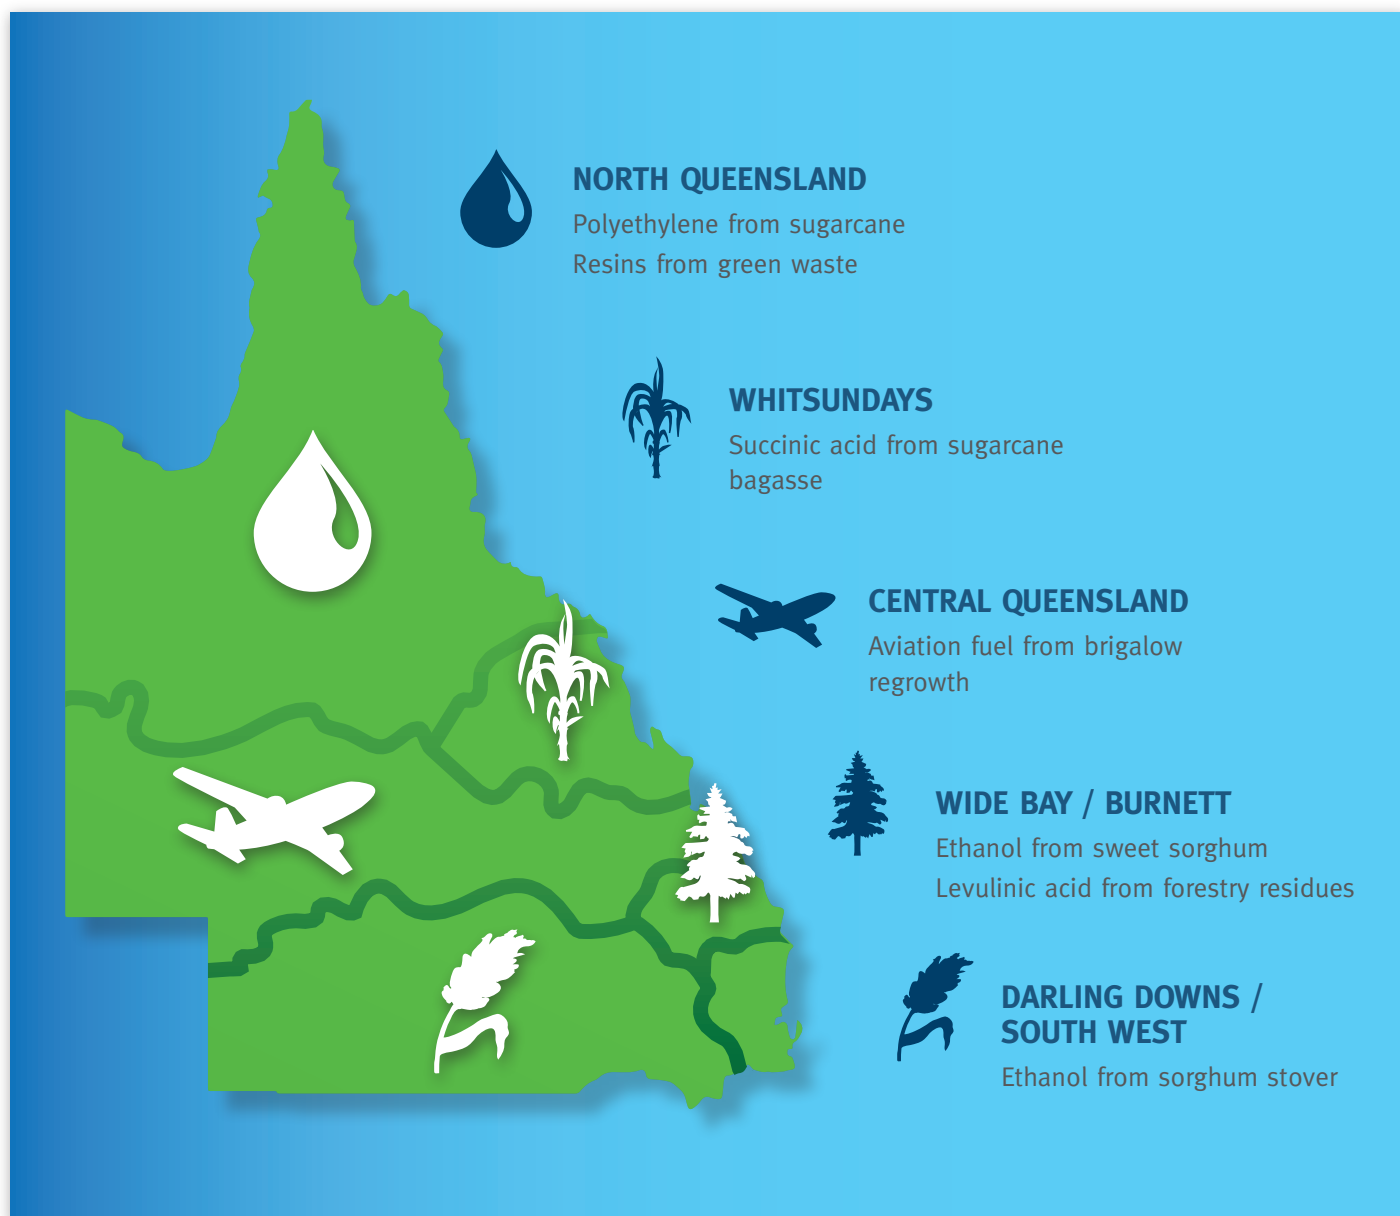 NORTH QUEENSLAND
Polyethylene from sugarcane
Resins from green waste
WHITSUNDAYS
Succinic acid from sugarcane
bagasse
CENTRAL QUEENSLAND
Aviation fuel from brigalow
regrowth
WIDE BAY / BURNETT
Ethanol from sweet sorghum
Levulinic acid from forestry residues
DARLING DOWNS /
SOUTH WEST
Ethanol from sorghum stover